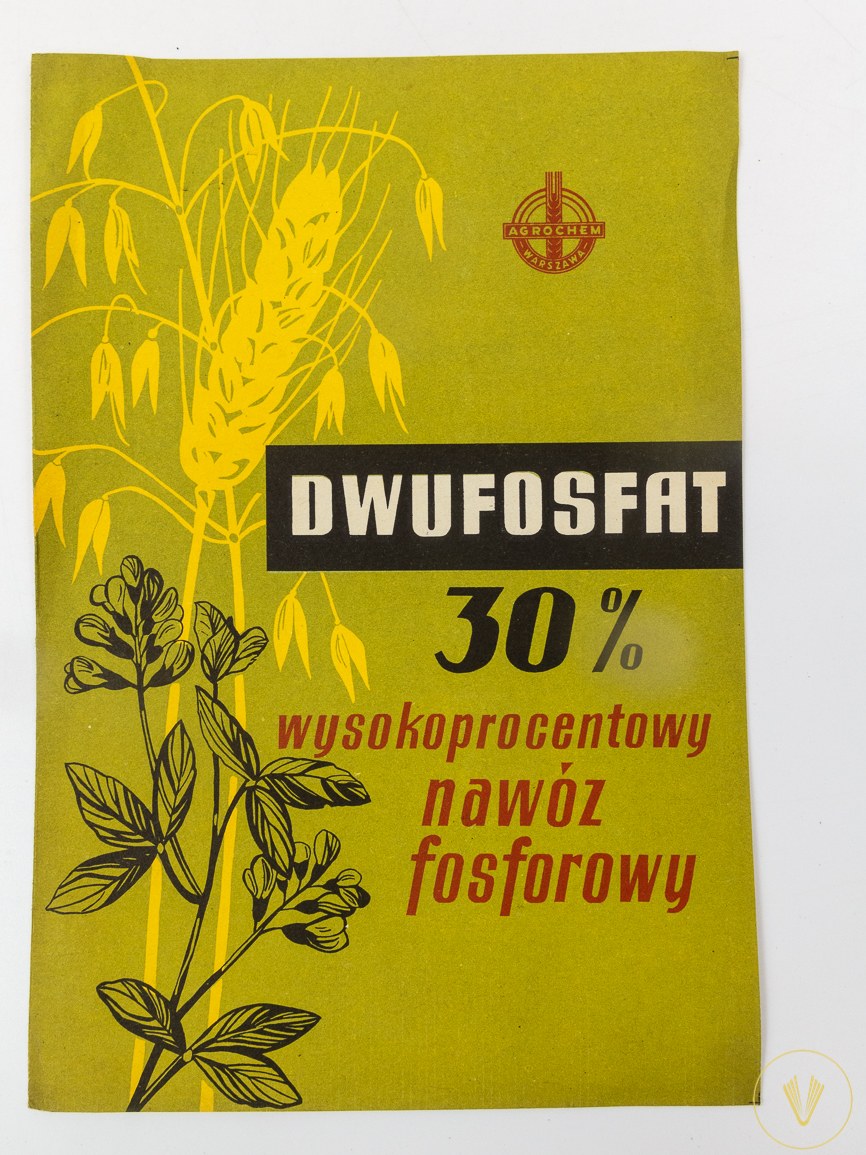 AGROCHEM
WARSZAWA
DWUFOSFAT
30%
wysokoprocentowy
nawóz
fosforowy